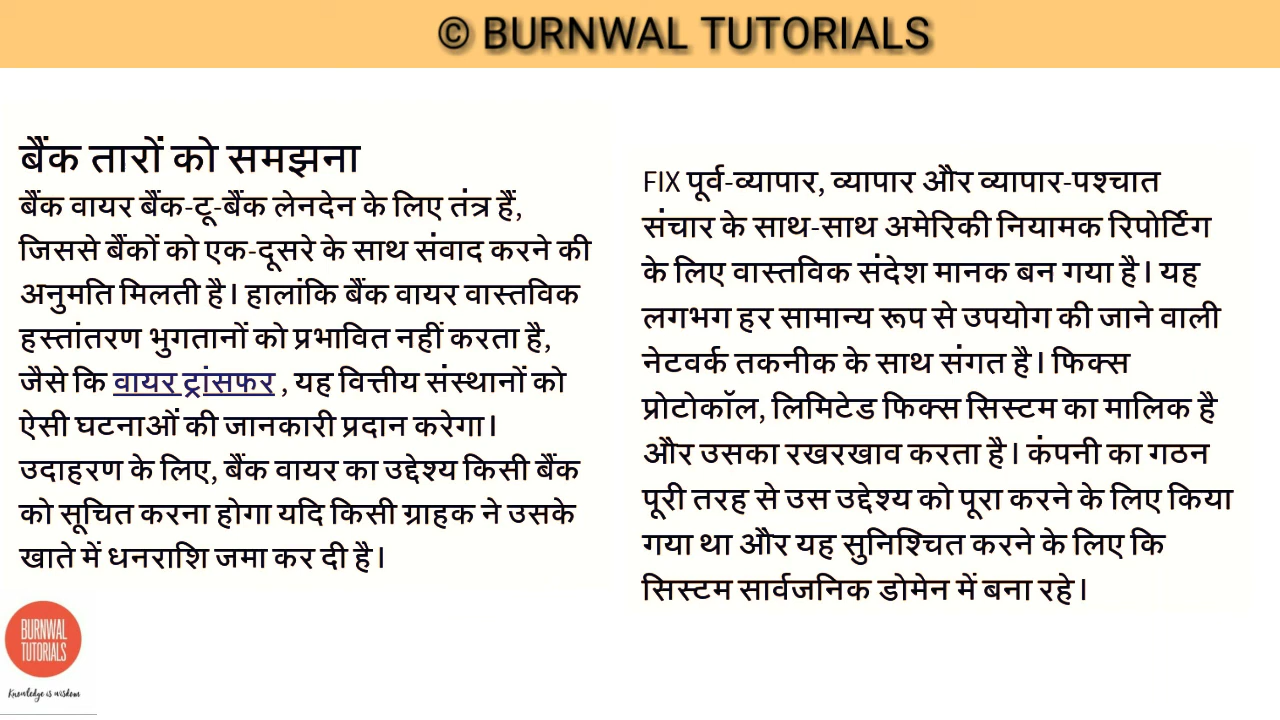 © BURNWAL TUTORIALS
बैंक तारों को समझना
बैंक वायर बैंक-टू-बैंक लेनदेन के लिए तंत्र हैं,
जिससे बैंकों को एक-दूसरे के साथ संवाद करने की
अनुमति मिलती है। हालांकि बैंक वायर वास्तविक
हस्तांतरण भुगतानों को प्रभावित नहीं करता है,
जैसे कि वायर ट्रांसफर , यह वित्तीय संस्थानों को
ऐसी घटनाओं की जानकारी प्रदान करेगा।
उदाहरण के लिए, बैंक वायर का उद्देश्य किसी बैंक
को सूचित करना होगा यदि किसी ग्राहक ने उसके
खाते में धनराशि जमा कर दी है।
FIX पूर्व-व्यापार, व्यापार और व्यापार-पश्चात
संचार के साथ-साथ अमेरिकी नियामक रिपोर्टिंग
के लिए वास्तविक संदेश मानक बन गया है। यह
लगभग हर सामान्य रूप से उपयोग की जाने वाली
नेटवर्क तकनीक के साथ संगत है। फिक्स
प्रोटोकॉल, लिमिटेड फिक्स सिस्टम का मालिक है
और उसका रखरखाव करता है। कंपनी का गठन
पूरी तरह से उस उद्देश्य को पूरा करने के लिए किया
गया था और यह सुनिश्चित करने के लिए कि
सिस्टम सार्वजनिक डोमेन में बना रहे।
BURNWAL
TUTORIALS
Knowledge is wisdom